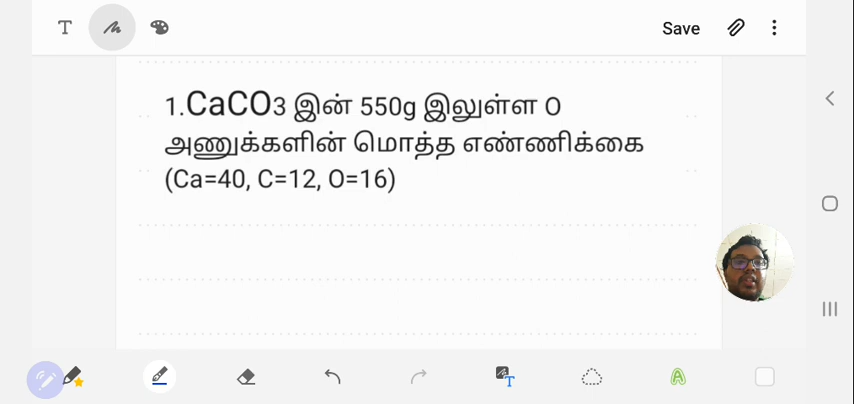 Save
1.CaCO3 இன் 550g இலுள்ள O
அணுக்களின் மொத்த எண்ணிக்கை
(Ca=40, C=12, O=16)